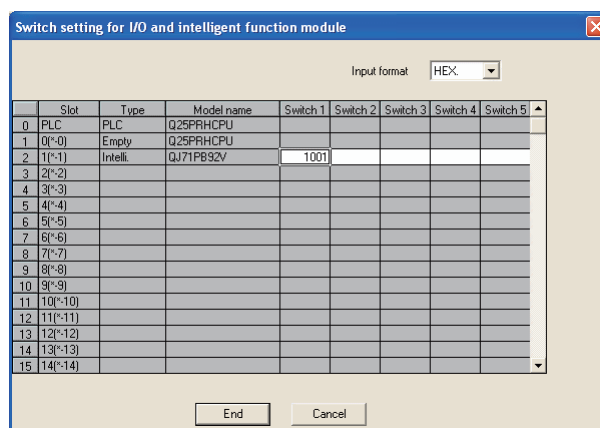 Switch setting for I/O and intelligent function module
Input format HEX.
Slot Type Model name Switch 1 Switch 2 Switch 3 Switch 4 Switch 5
0 PLC PLC Q25PRHCPU
1 0(*-0) Empty Q25PRHCPU
2 1(*-1) Intelli. QJ71PB92V 1001
3 2(*-2)
4 3(*-3)
5 4(*-4)
6 5(*-5)
7 6(*-6)
8 7(*-7)
9 8(*-8)
10 9(*-9)
11 10(*-10)
12 11(*-11)
13 12(*-12)
14 13(*-13)
15 14(*-14)
End Cancel